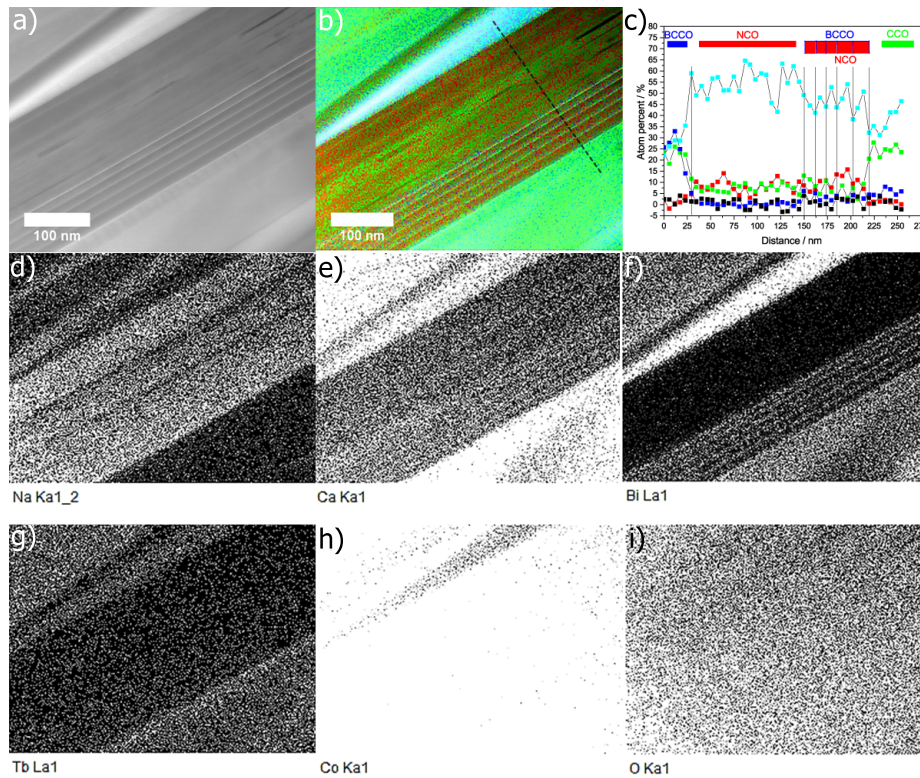 a)
100 nm
b)
100 nm
c)
BCCO NCO BCCO CCO
NCO
Atom percent / %
80
75
70
65
60
55
50
45
40
35
30
25
20
15
10
5
0
-5
0 25 50 75 100 125 150 175 200 225 250
Distance / nm
d)
Na Ka1_2
e)
Ca Ka1
f)
Bi La1
g)
Tb La1
h)
Co Ka1
i)
O Ka1